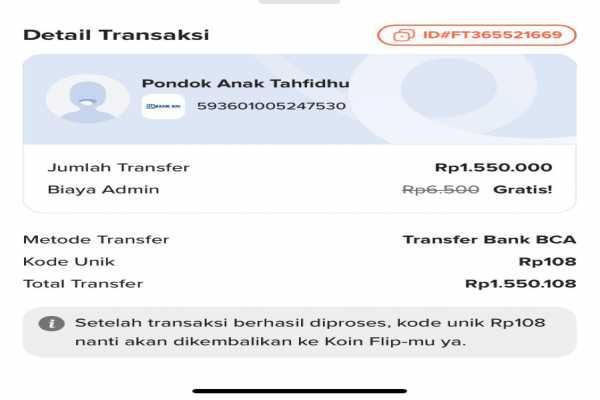 Detail Transaksi
ID#FT365521669
Pondok Anak Tahfidhu
BANK BRI
593601005247530
Jumlah Transfer Rp1.550.000
Biaya Admin Rp6.500 Gratis!
Metode Transfer Transfer Bank BCA
Kode Unik Rp108
Total Transfer Rp1.550.108
Setelah transaksi berhasil diproses, kode unik Rp108
nanti akan dikembalikan ke Koin Flip-mu ya.